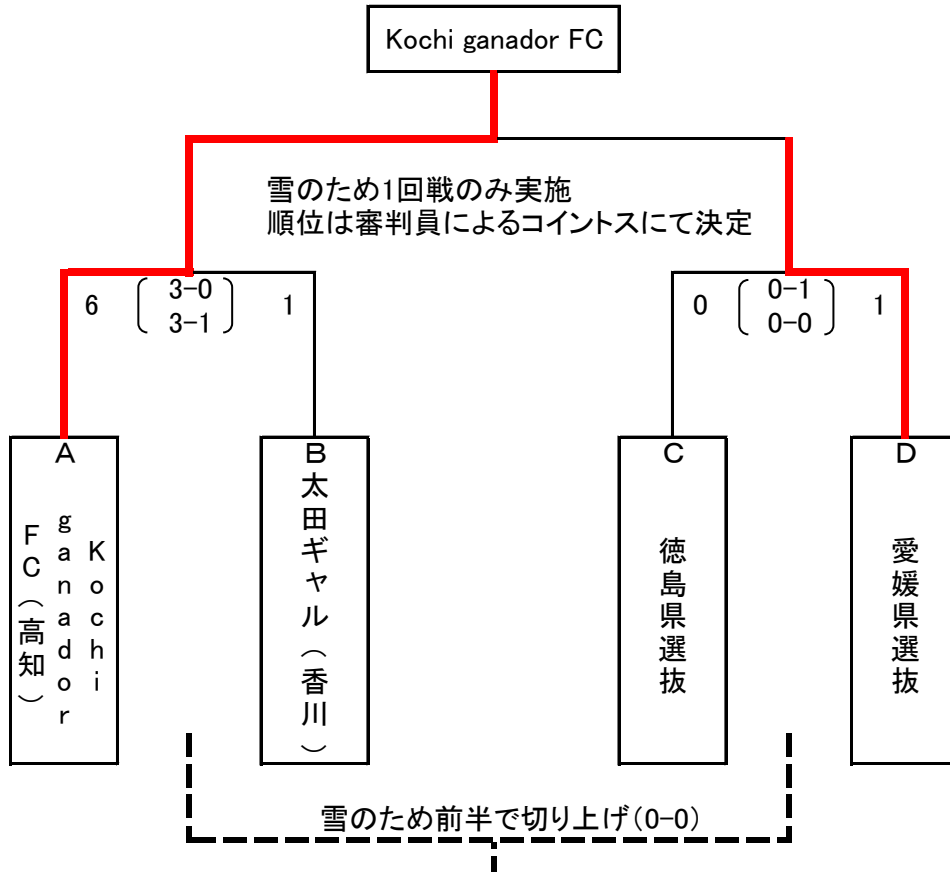 Kochi ganador FC
雪のため1回戦のみ実施
順位は審判員によるコイントスにて決定
6
3-0
3-1
1
0
0-1
0-0
1
A
Kochi
ganador
FC(高知)
B
太田ギャル(香川)
C
徳島県選抜
D
愛媛県選抜
雪のため前半で切り上げ(0-0)